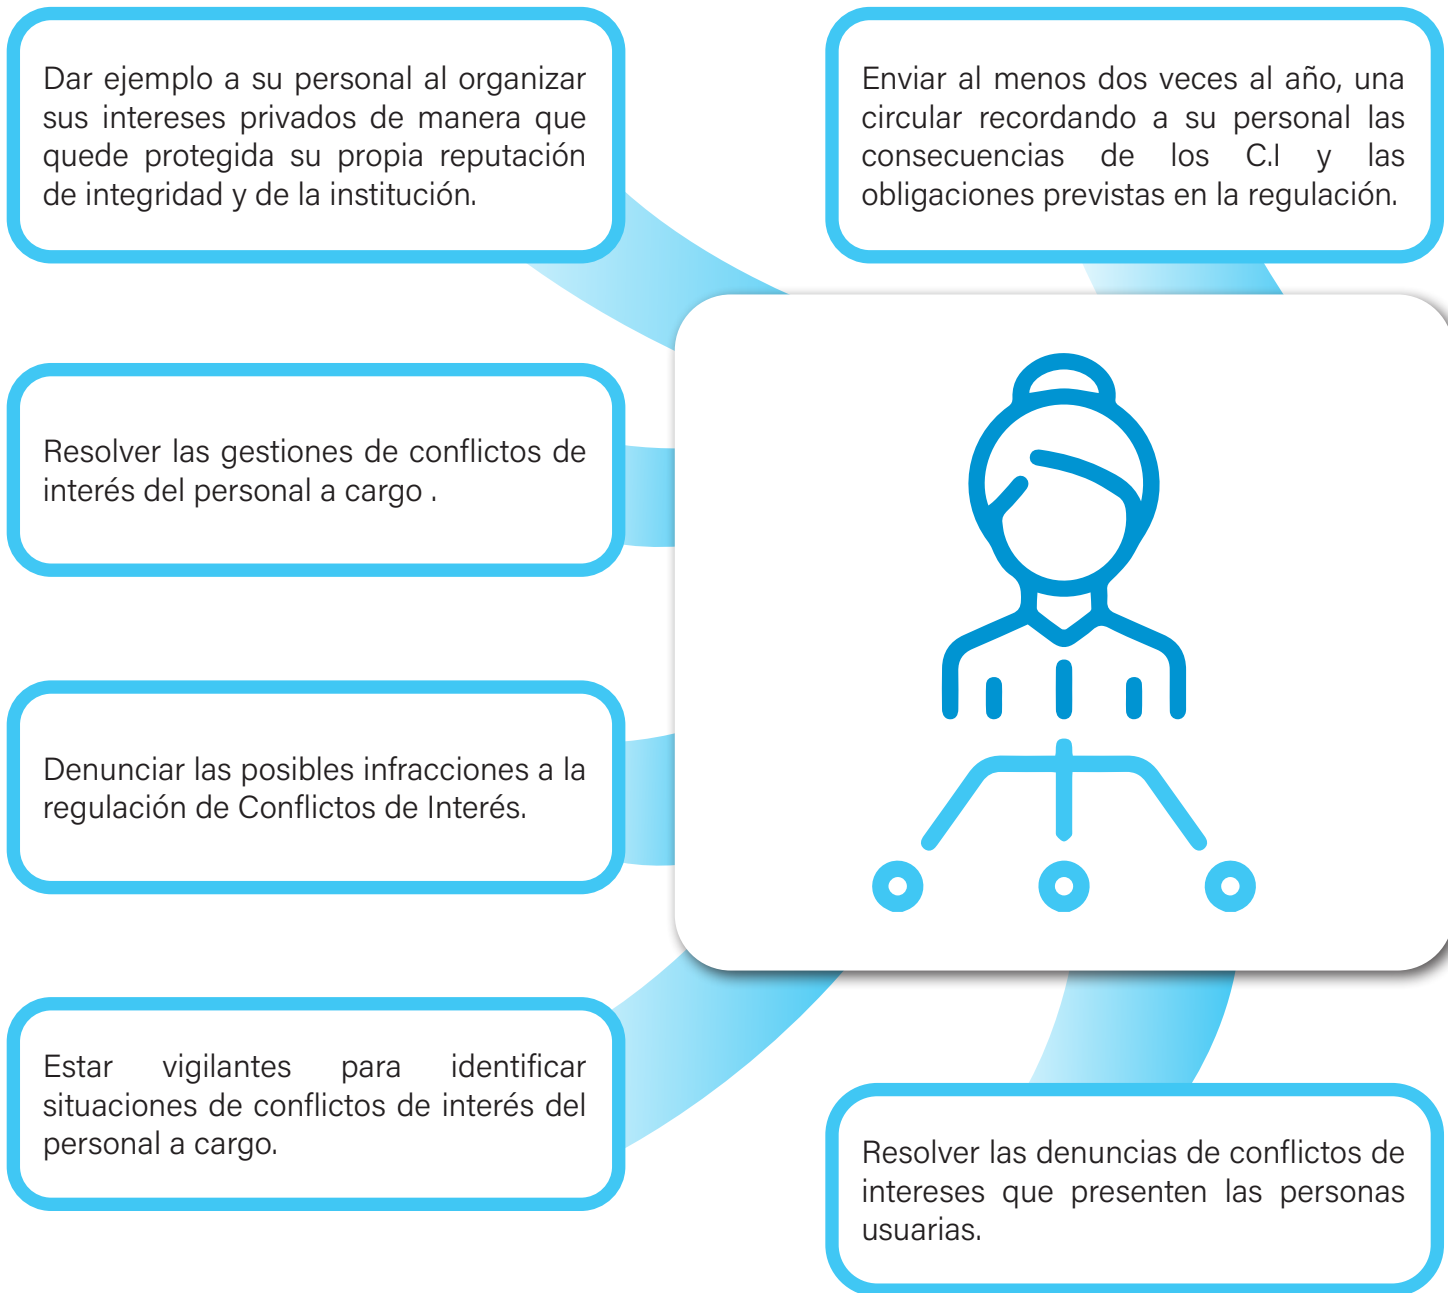 Dar ejemplo a su personal al organizar
sus intereses privados de manera que
quede protegida su propia reputación
de integridad y de la institución.
Enviar al menos dos veces al año, una
circular recordando a su personal las
consecuencias de los C.I y las
obligaciones previstas en la regulación.
Resolver las gestiones de conflictos de
interés del personal a cargo .
Denunciar las posibles infracciones a la
regulación de Conflictos de Interés.
Estar vigilantes para identificar
situaciones de conflictos de interés del
personal a cargo.
Resolver las denuncias de conflictos de
intereses que presenten las personas
usuarias.